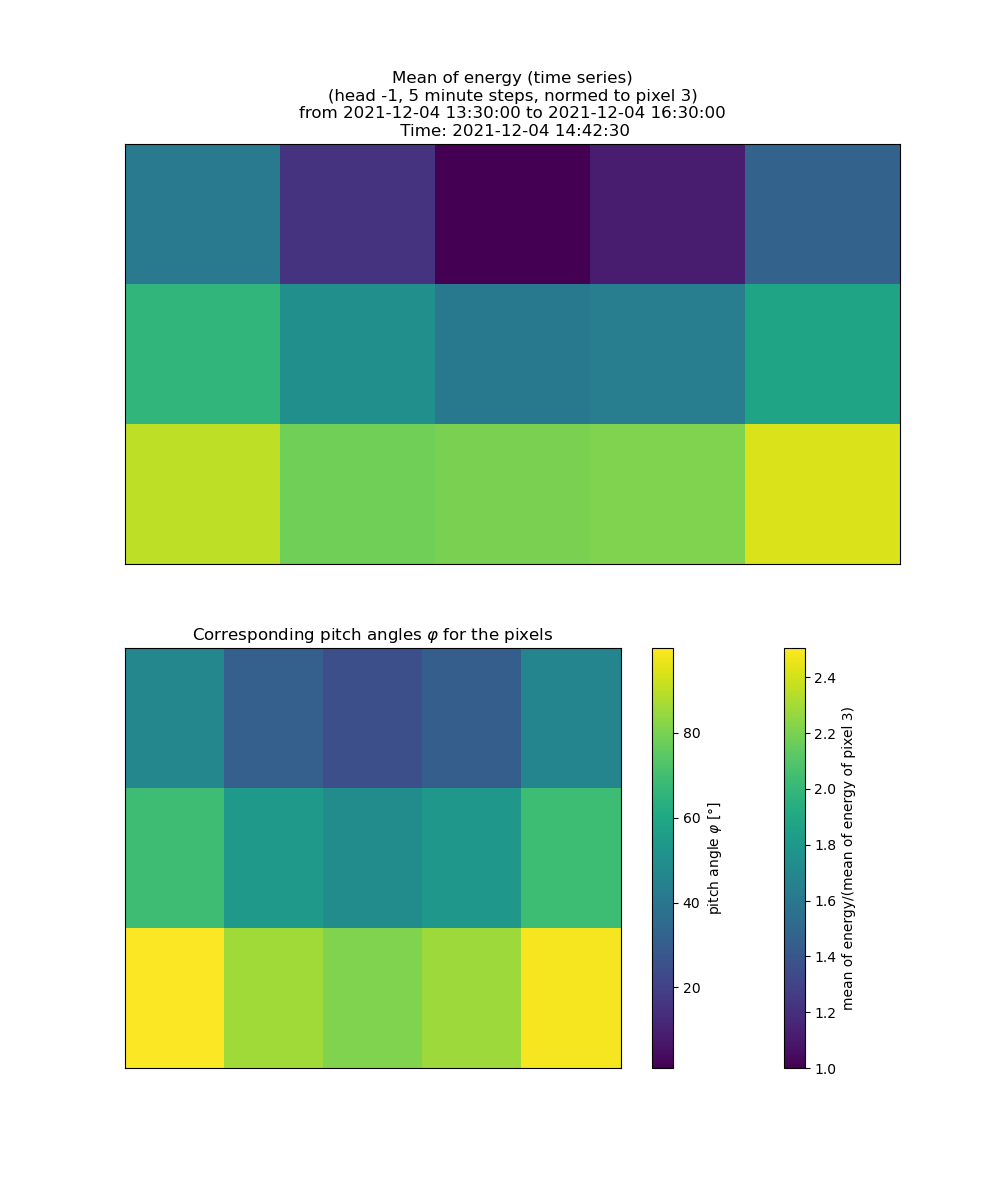 Mean of energy (time series)
(head -1, 5 minute steps, normed to pixel 3)
from 2021-12-04 13:30:00 to 2021-12-04 16:30:00
Time: 2021-12-04 14:42:30
Corresponding pitch angles φ for the pixels
80
60
40
20
pitch angle φ [°]
2.4
2.2
2.0
1.8
1.6
1.4
1.2
1.0
mean of energy/(mean of energy of pixel 3)